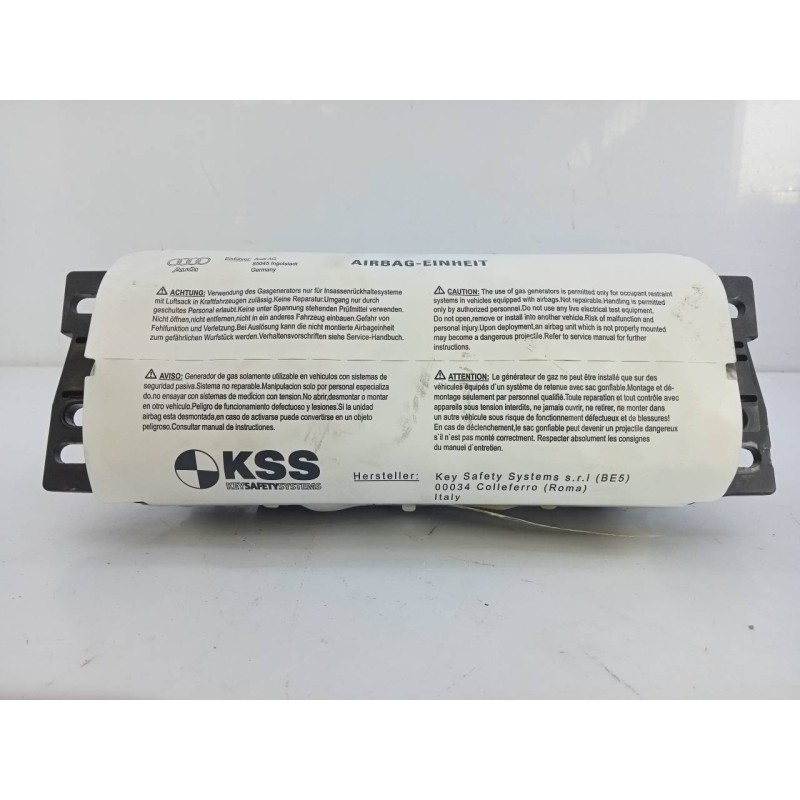 Audi
Audi AG
85045 Ingolstadt
Germany
AIRBAG-EINHEIT
ACHTUNG: Verwendung des Gasgenerators nur für Insassenrückhaltesysteme
mit Luftsack in Kraftfahrzeugen zulässig.Keine Reparatur.Umgang nur durch
geschultes Personal erlaubt.Keine unter Spannung stehenden Prüfmittel verwenden.
Nicht öffnen,nicht entfernen,nicht in ein anderes Fahrzeug einbauen.Gefahr von
Fehlfunktion und Verletzung.Bei Auslösung kann die nicht montierte Airbageinheit
zum gefährlichen Wurfstück werden.Verhaltensvorschriften siehe Service-Handbuch.
CAUTION: The use of gas generators is permitted only for occupant restraint
systems in vehicles equipped with airbags.Not repairable.Handling is permitted
only by authorized personnel.Do not use any live electrical test equipment.
Do not open,remove or install into another vehicle.Risk of malfunction and
personal injury.Upon deployment,an airbag unit which is not properly mounted
may become a dangerous projectile.Refer to service manual for further
instructions.
AVISO: Generador de gas solamente utilizable en vehículos con sistemas de
seguridad pasiva.Sistema no reparable.Manipulacion solo por personal especializa
do.no ensayar con sistemas de medicion con tension.No abrir,desmontar o montar
en otro vehículo.Peligro de funcionamiento defectuoso y lesiones.Si la unidad
airbag esta desmontada,en caso de activarse puede convertirse en un objeto
peligroso.Consultar manual de instrucciones.
ATTENTION: Le générateur de gaz ne peut être installé que sur des
véhicules équipés d'un système de retenue avec sac gonflable.Montage et dé-
montage seulement par personnel qualifié.Toute reparation et tout contrôle avec
appareils sous tension interdits, ne jamais ouvrir, ne retirer, ne monter dans
un autre véhicule sous risque de fonctionnement défectueux et de blessures!
En cas de déclenchement,le sac gonflable peut devenir un projectile dangereux
s'il n'est pas monté correctement. Respecter absolument les consignes
du manuel d'entretien.
KSS
KEYSAFETYSYSTEMS
Hersteller:
Key Safety Systems s.r.l (BE5)
00034 Colleferro (Roma)
Italy